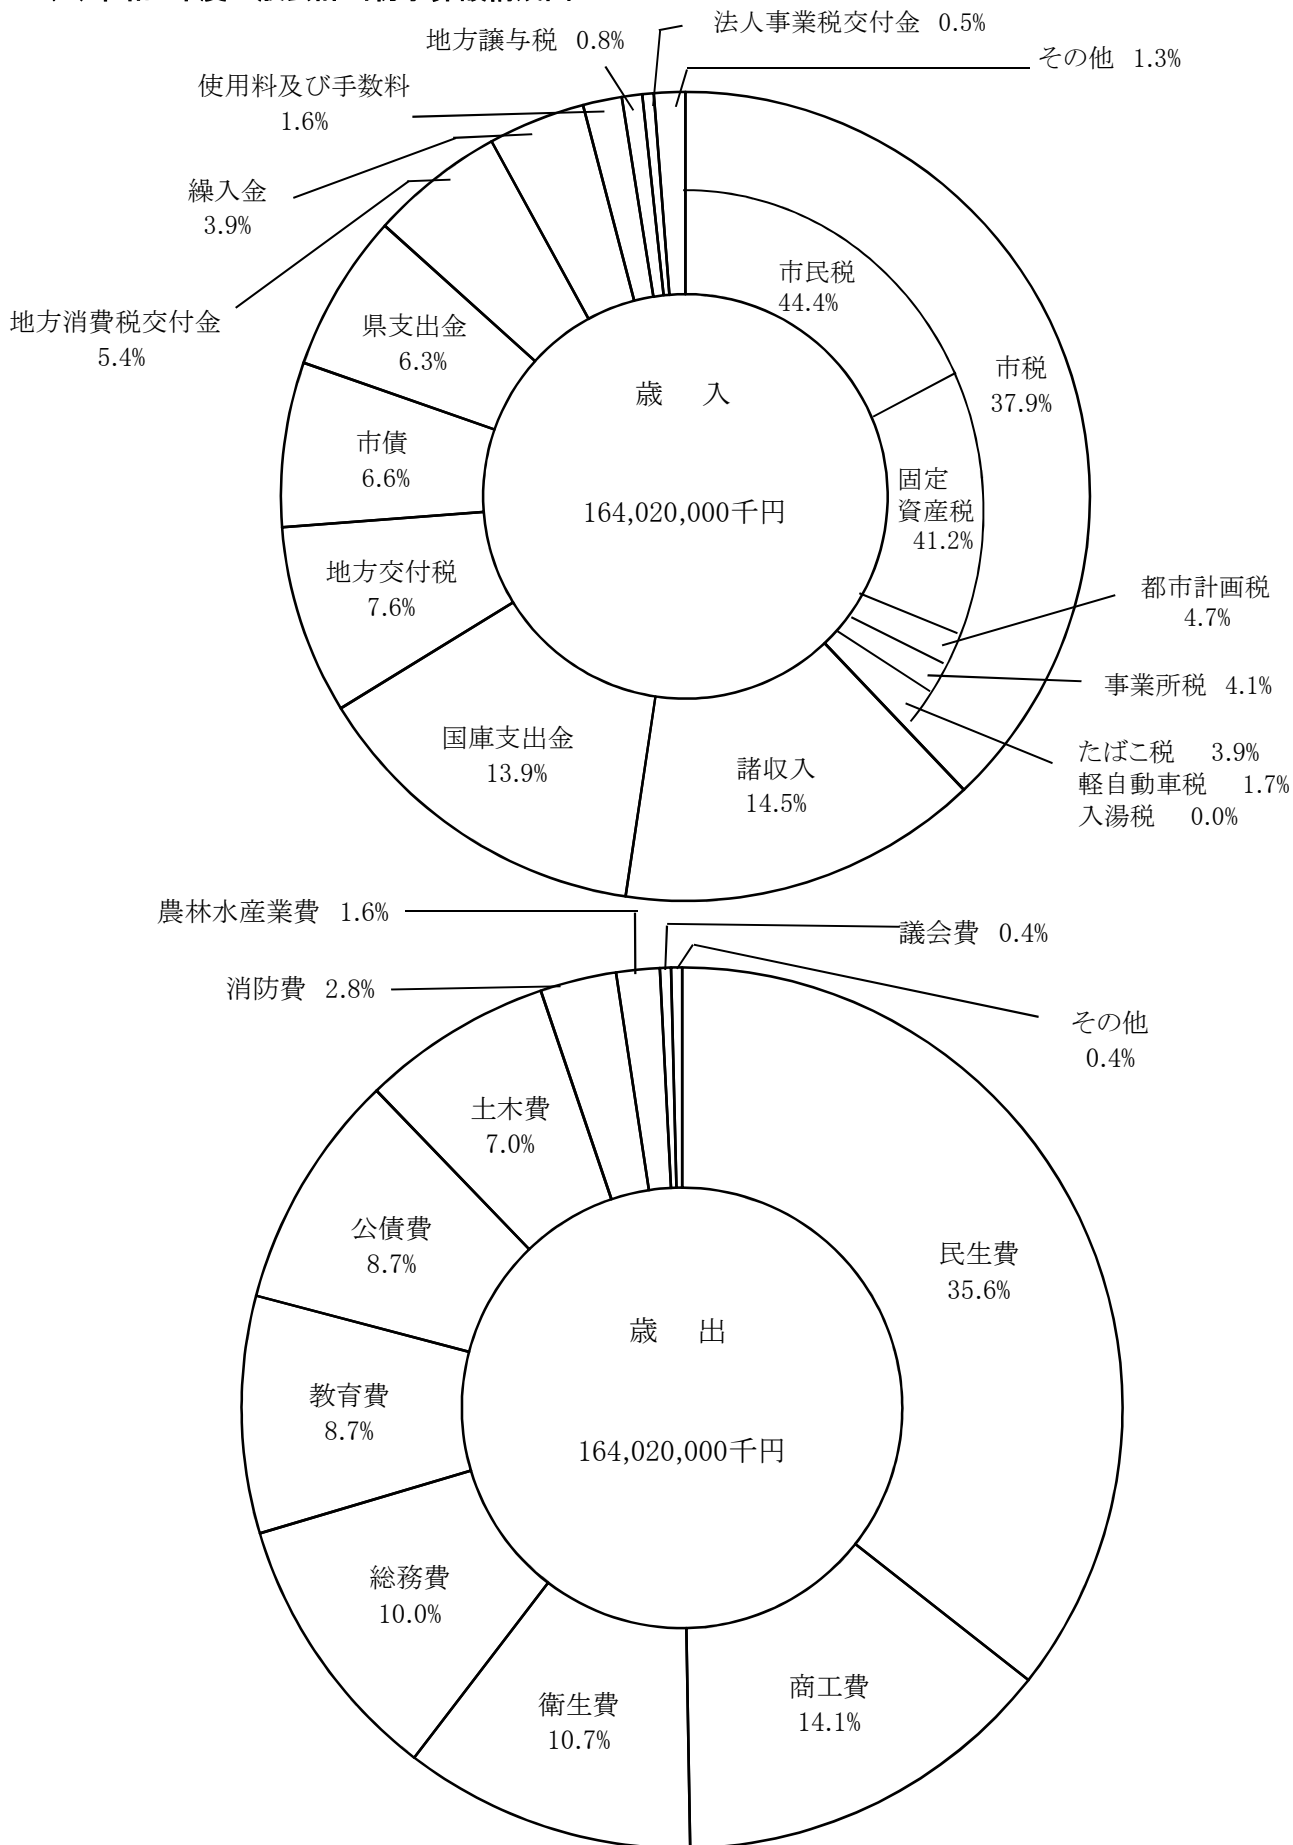 法人事業税交付金 0.5%
地方譲与税 0.8%
その他 1.3%
使用料及び手数料
1.6%
繰入金
3.9%
市民税
44.4%
地方消費税交付金
5.4%
県支出金
6.3%
市税
37.9%
歳 入
市債
6.6%
固定
資産税
41.2%
164,020,000千円
地方交付税
7.6%
都市計画税
4.7%
事業所税 4.1%
国庫支出金
13.9%
諸収入
14.5%
たばこ税 3.9%
軽自動車税 1.7%
入湯税 0.0%
農林水産業費 1.6%
議会費 0.4%
消防費 2.8%
その他
0.4%
土木費
7.0%
公債費
8.7%
民生費
35.6%
歳 出
教育費
8.7%
164,020,000千円
総務費
10.0%
商工費
14.1%
衛生費
10.7%